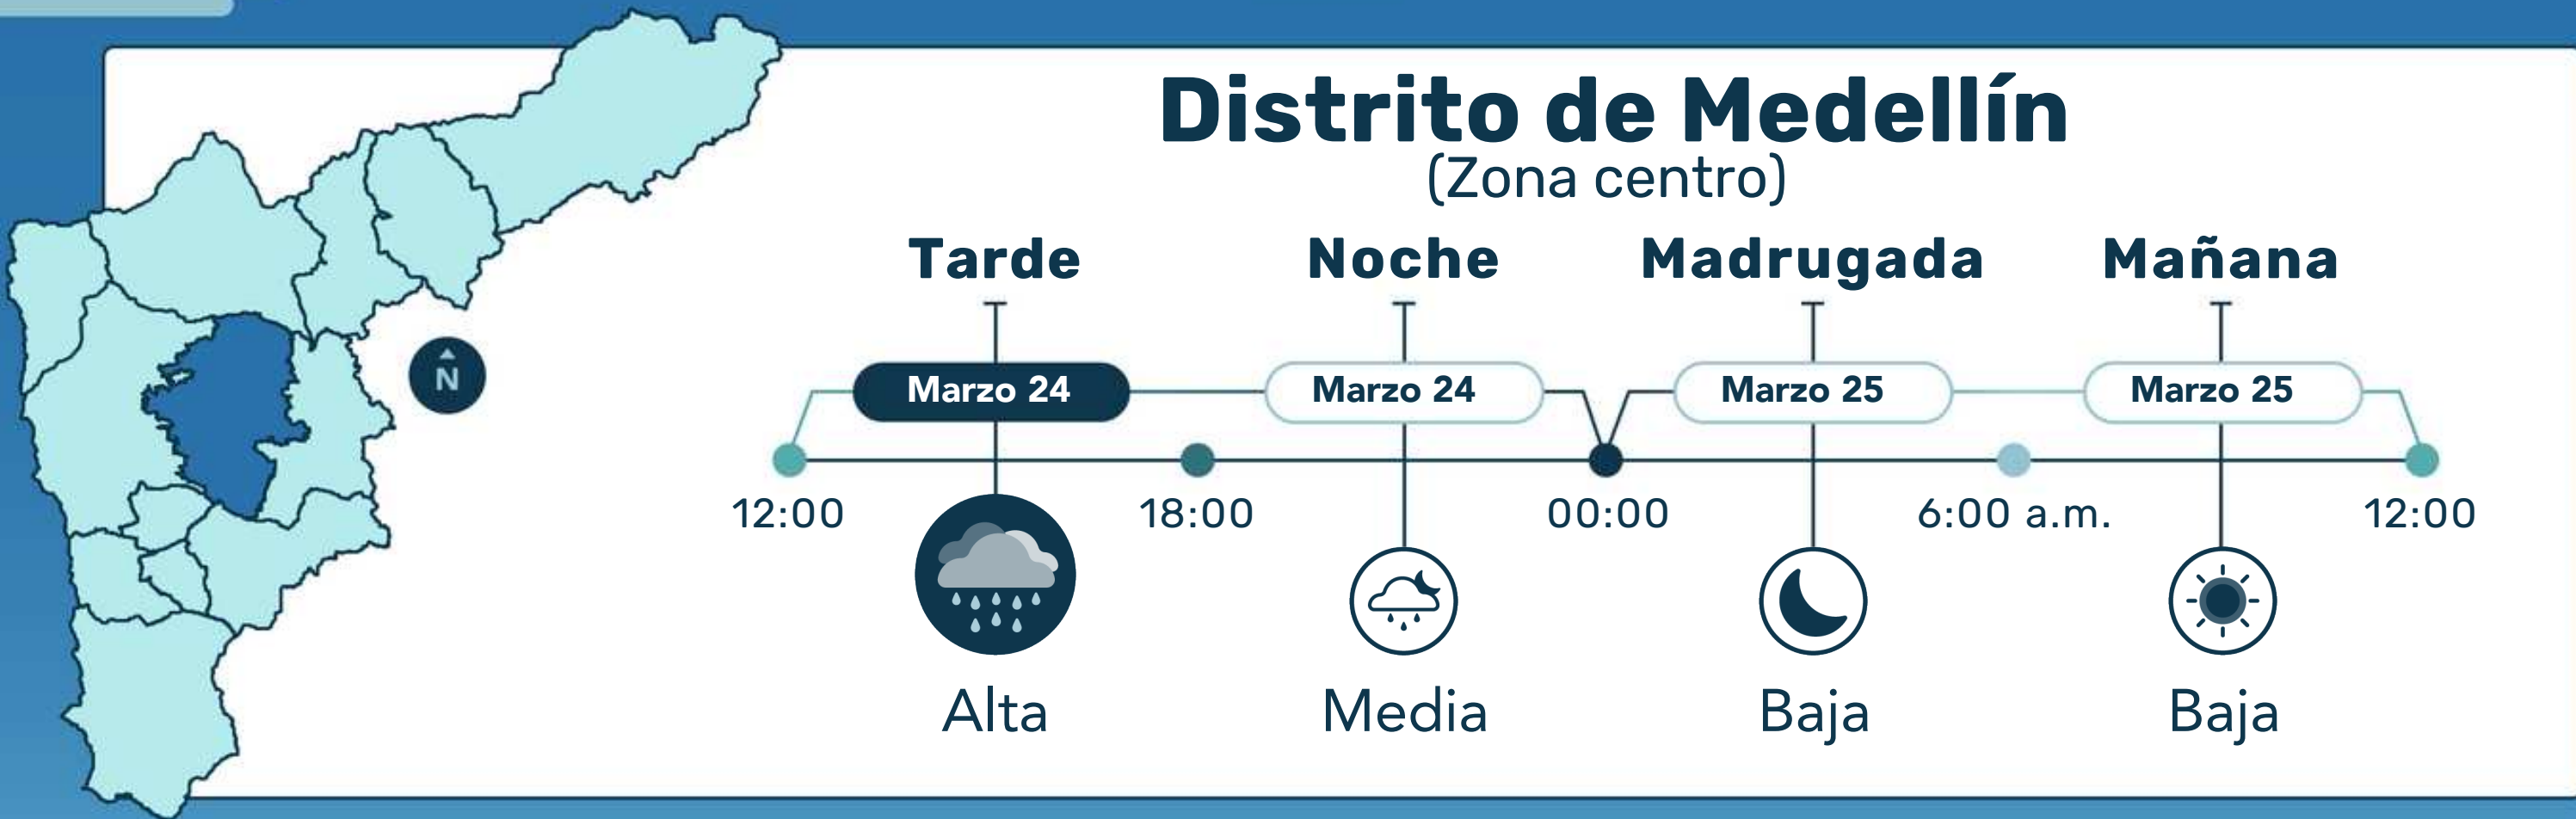 Distrito de Medellín
(Zona centro)
Tarde Noche Madrugada Mañana
N
Marzo 24 Marzo 24 Marzo 25 Marzo 25
12:00 18:00 00:00 6:00 a.m. 12:00
Alta Media Baja Baja